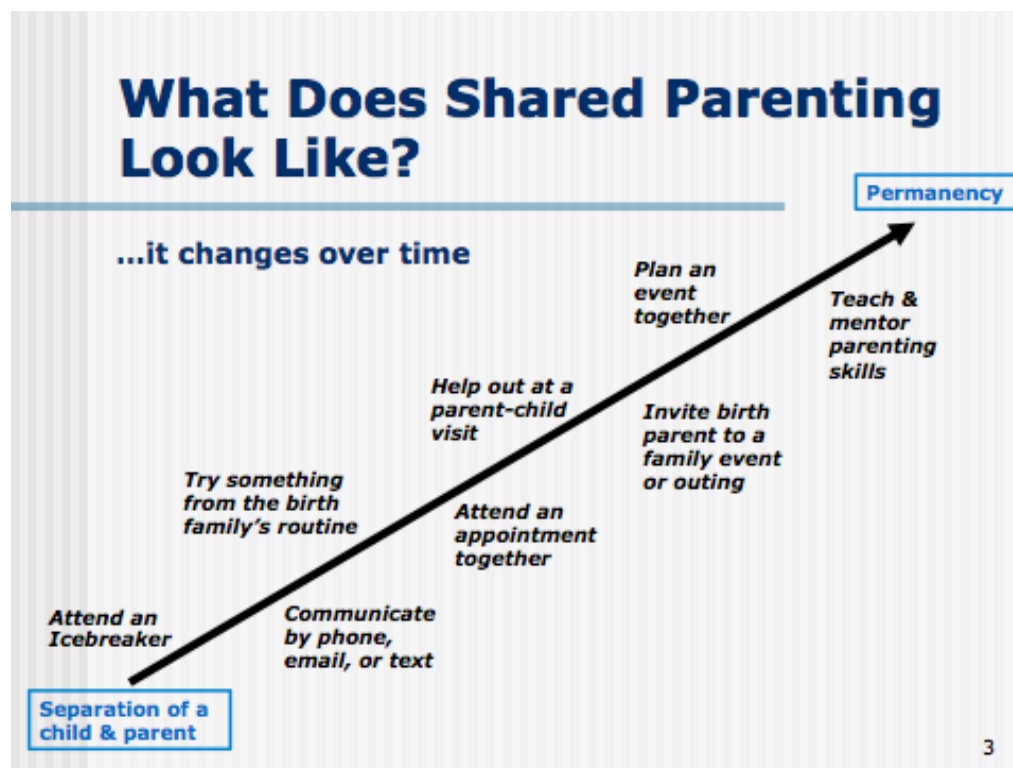 What Does Shared Parenting
Look Like?
Permanency
...it changes over time
Plan an
event
together
Teach &
mentor
parenting
skills
Help out at a
parent-child
visit
Invite birth
parent to a
family event
or outing
Try something
from the birth
family's routine
Attend an
appointment
together
Attend an
Icebreaker
Communicate
by phone,
email, or text
Separation of a
child & parent
3